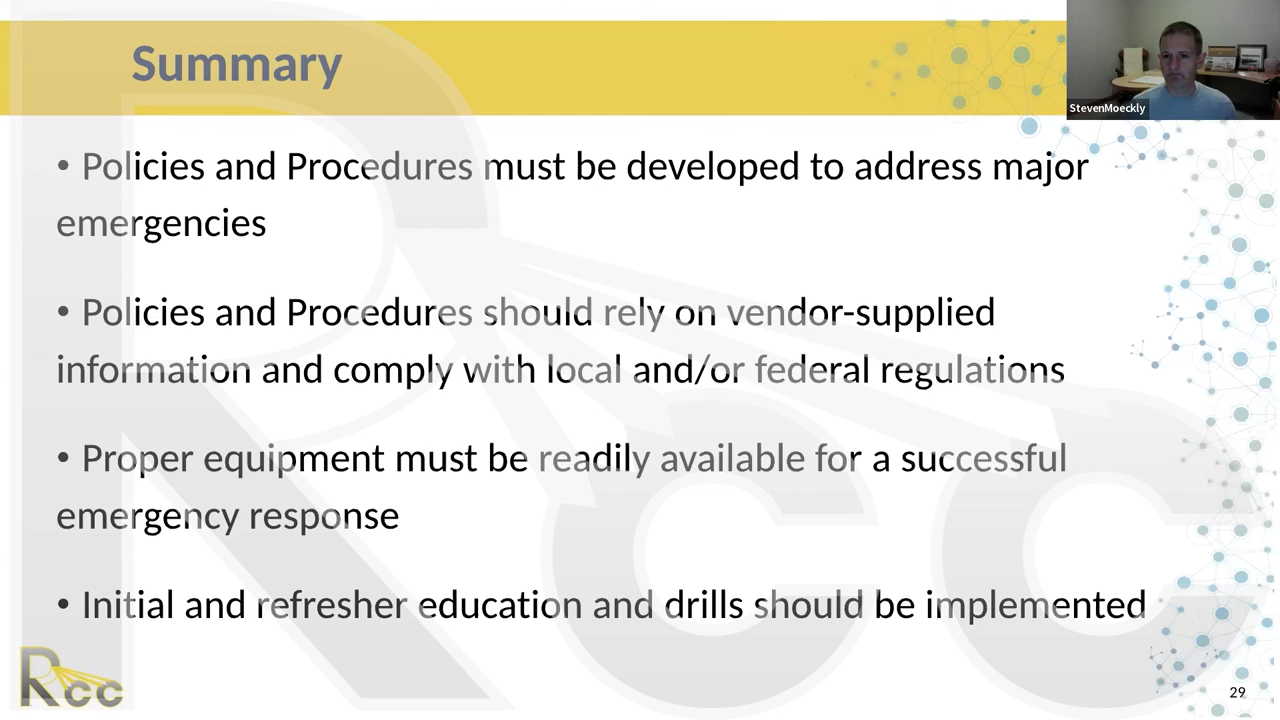 Summary
StevenMoeckly
• Policies and Procedures must be developed to address major
emergencies
• Policies and Procedures should rely on vendor-supplied
information and comply with local and/or federal regulations
• Proper equipment must be readily available for a successful
emergency response
• Initial and refresher education and drills should be implemented
Rcc
29